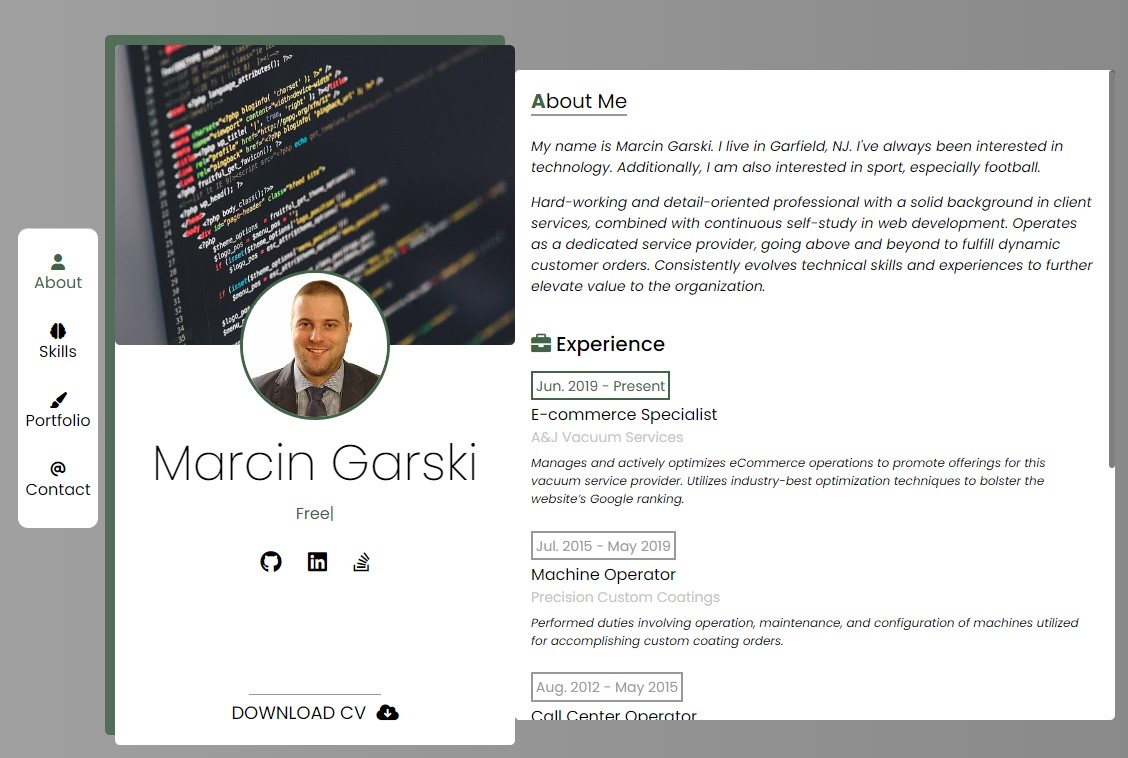 About
Skills
Portfolio
Contact
Marcin Garski
Free|
DOWNLOAD CV
About Me
My name is Marcin Garski. I live in Garfield, NJ. I've always been interested in
technology. Additionally, I am also interested in sport, especially football.
Hard-working and detail-oriented professional with a solid background in client
services, combined with continuous self-study in web development. Operates
as a dedicated service provider, going above and beyond to fulfill dynamic
customer orders. Consistently evolves technical skills and experiences to further
elevate value to the organization.
Experience
Jun. 2019 - Present
E-commerce Specialist
A&J Vacuum Services
Manages and actively optimizes eCommerce operations to promote offerings for this
vacuum service provider. Utilizes industry-best optimization techniques to bolster the
website's Google ranking.
Jul. 2015 - May 2019
Machine Operator
Precision Custom Coatings
Performed duties involving operation, maintenance, and configuration of machines utilized
for accomplishing custom coating orders.
Aug. 2012 - May 2015
Call Center Operator